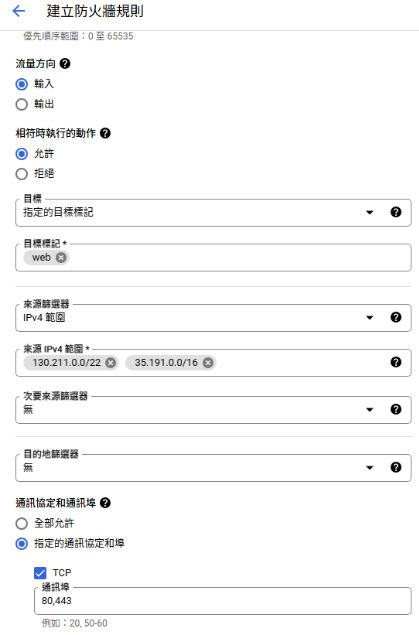 建立防火牆規則
優先順序範圍：0 至 65535
流量方向
輸入
輸出
相符時執行的動作
允許
拒絕
目標
指定的目標標記
目標標記 *
web
來源篩選器
IPv4 範圍
來源 IPv4 範圍 *
130.211.0.0/22 35.191.0.0/16
次要來源篩選器
無
目的地篩選器
無
通訊協定和通訊埠
全部允許
指定的通訊協定和埠
TCP
通訊埠
80,443
例如：20, 50-60